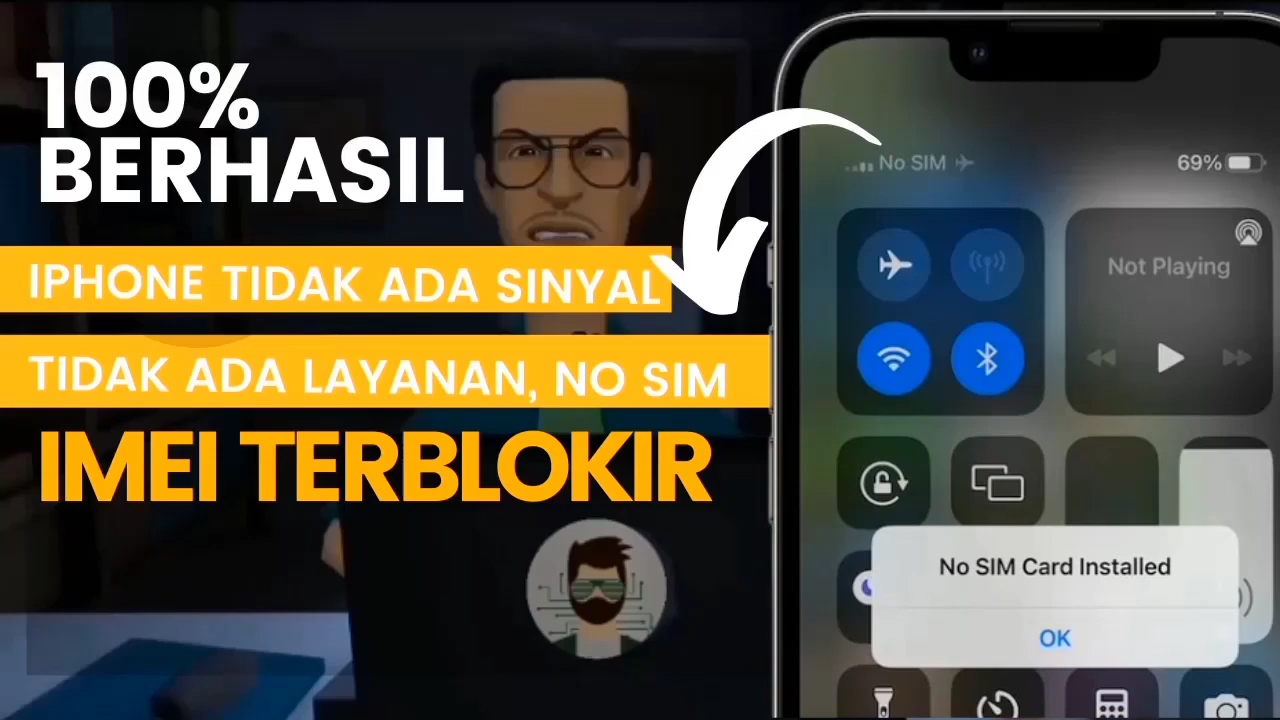 100%
BERHASIL
IPHONE TIDAK ADA SINYAL
TIDAK ADA LAYANAN, NO SIM
IMEI TERBLOKIR
No SIM
69%
Not Playing
No SIM Card Installed
OK